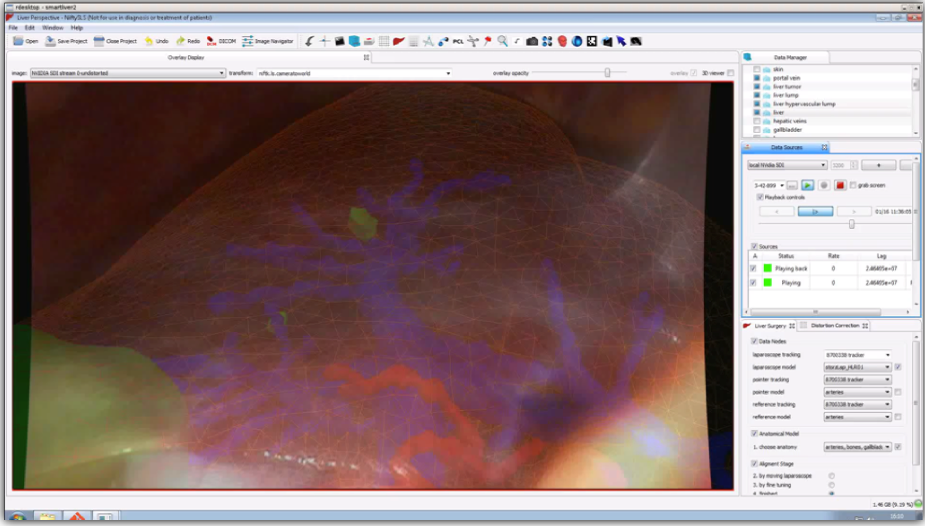 rdesktop - smartliver2
Liver Perspective - NiftyIGS (Not for use in diagnosis or treatment of patients)
File Edit Window Help
Open Save Project Close Project Undo Redo DICOM Image Navigator PCL
Overlay Display
image: NVIDIA SDI stream 0 undistorted transform: niftk.ls.cameratoworld overlay opacity overlay 3D viewer
Data Manager
skin
portal vein
liver tumor
liver lump
liver hypervascular lump
liver
hepatic veins
gallbladder
Data Sources
local NVidia SDI 3200 +
3-42-899 ... grab screen
Playback controls
< |> > 01/16 11:36:05
Sources
A Status Rate Lag
Playing back 0 2.46495e+07
Playing 0 2.46495e+07
Liver Surgery Distortion Correction
Data Nodes
laparoscope tracking 8700338 tracker
laparoscope model
pointer tracking 8700338 tracker
pointer model arteries
reference tracking 8700338 tracker
reference model arteries
Anatomical Model
1. choose anatomy arteries, bones, gallbladk
Alignment Stage
2. by moving laparoscope
3. by fine tuning
4. finished
1.46 GB (9.19 %)